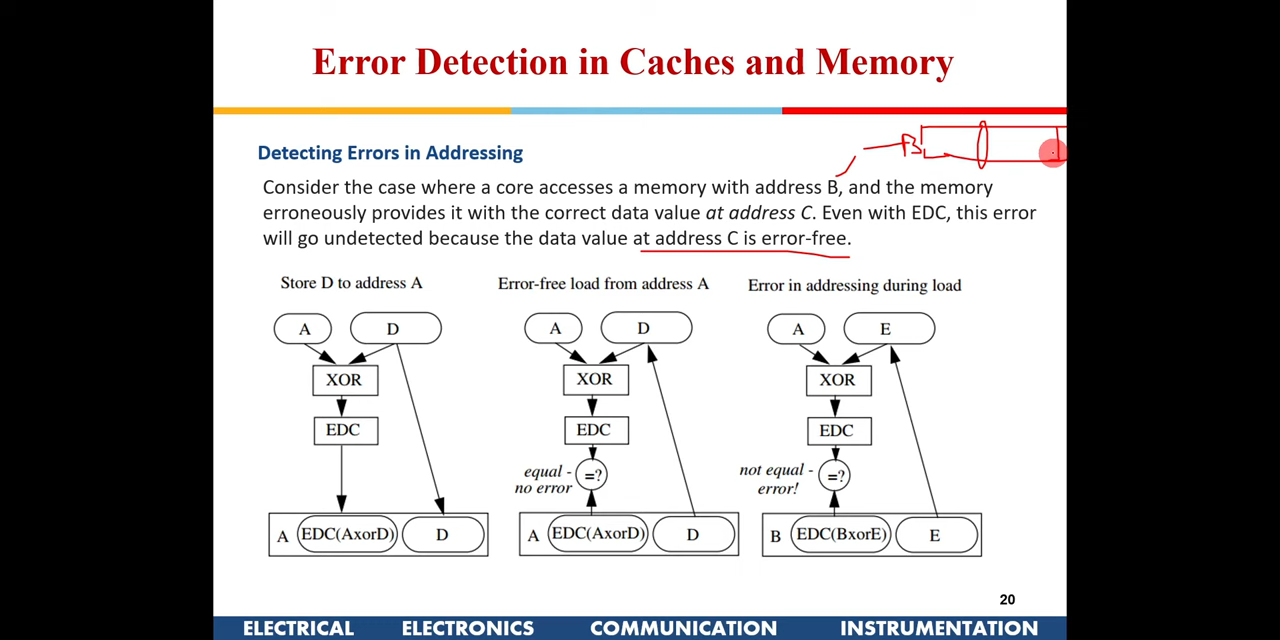 Error Detection in Caches and Memory
Detecting Errors in Addressing
B
Consider the case where a core accesses a memory with address B, and the memory
erroneously provides it with the correct data value at address C. Even with EDC, this error
will go undetected because the data value at address C is error-free.
Store D to address A
Error-free load from address A
Error in addressing during load
A D
A D
A E
XOR
XOR
XOR
EDC
EDC
EDC
equal -
no error
=?
not equal -
error!
=?
A EDC(AxorD) D
A EDC(AxorD) D
B EDC(BxorE) E
20
ELECTRICAL ELECTRONICS COMMUNICATION INSTRUMENTATION